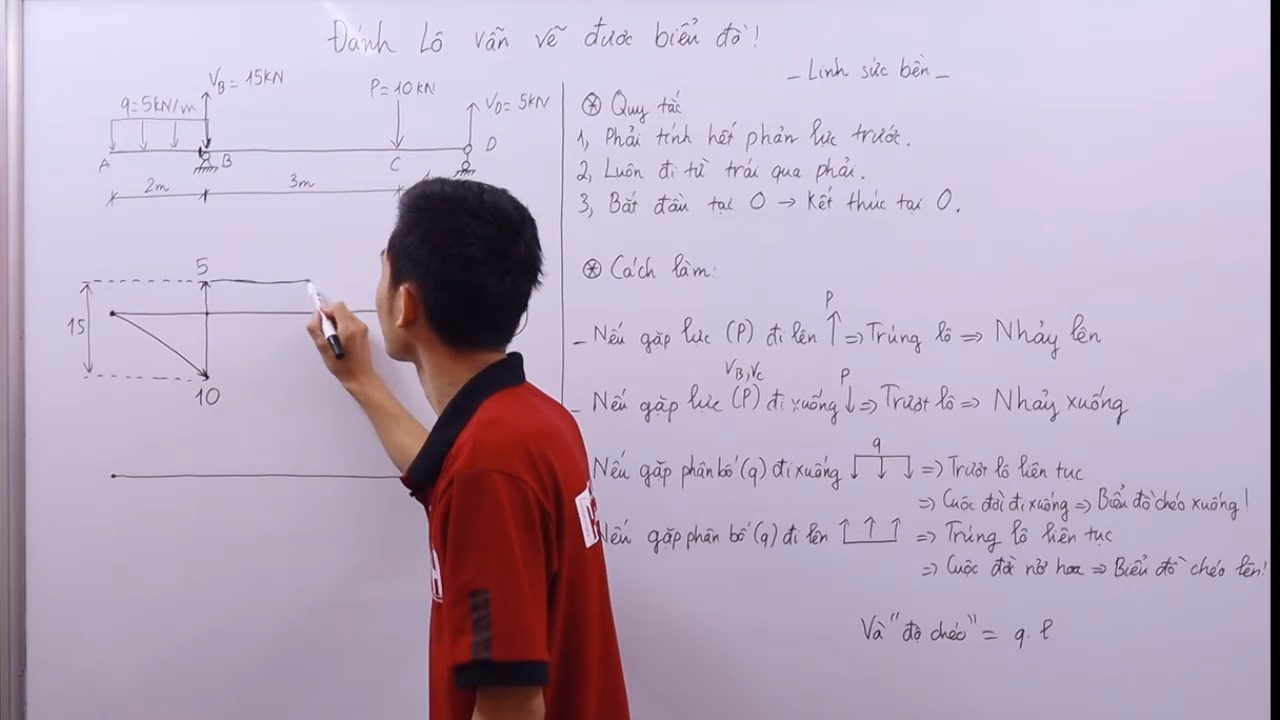 Đánh Lô vẫn vẽ được biểu đồ!
_ Linh sức bền _
V_B = 15KN
q=5KN/m
P=10KN
V_D= 5KN
A
B
C
D
2m
3m
5
15
10
⊛ Quy tắc
1, Phải tính hết phản lực trước.
2, Luôn đi từ trái qua phải.
3, Bắt đầu tại O → Kết thúc tại O.
⊛ Cách làm:
P
_ Nếu gặp lực (P) đi lên ↑ => Trúng lô => Nhảy lên
V_B, V_C
P
_ Nếu gặp lực (P) đi xuống ↓ => Trượt lô => Nhảy xuống
q
Nếu gặp phân bố (q) đi xuống ↓↓↓ => Trượt lô liên tục
=> Cuộc đời đi xuống => Biểu đồ chéo xuống!
Nếu gặp phân bố (q) đi lên ↑↑↑ => Trúng lô liên tục
=> Cuộc đời nở hoa => Biểu đồ chéo lên!
Và "độ chéo" = q.l